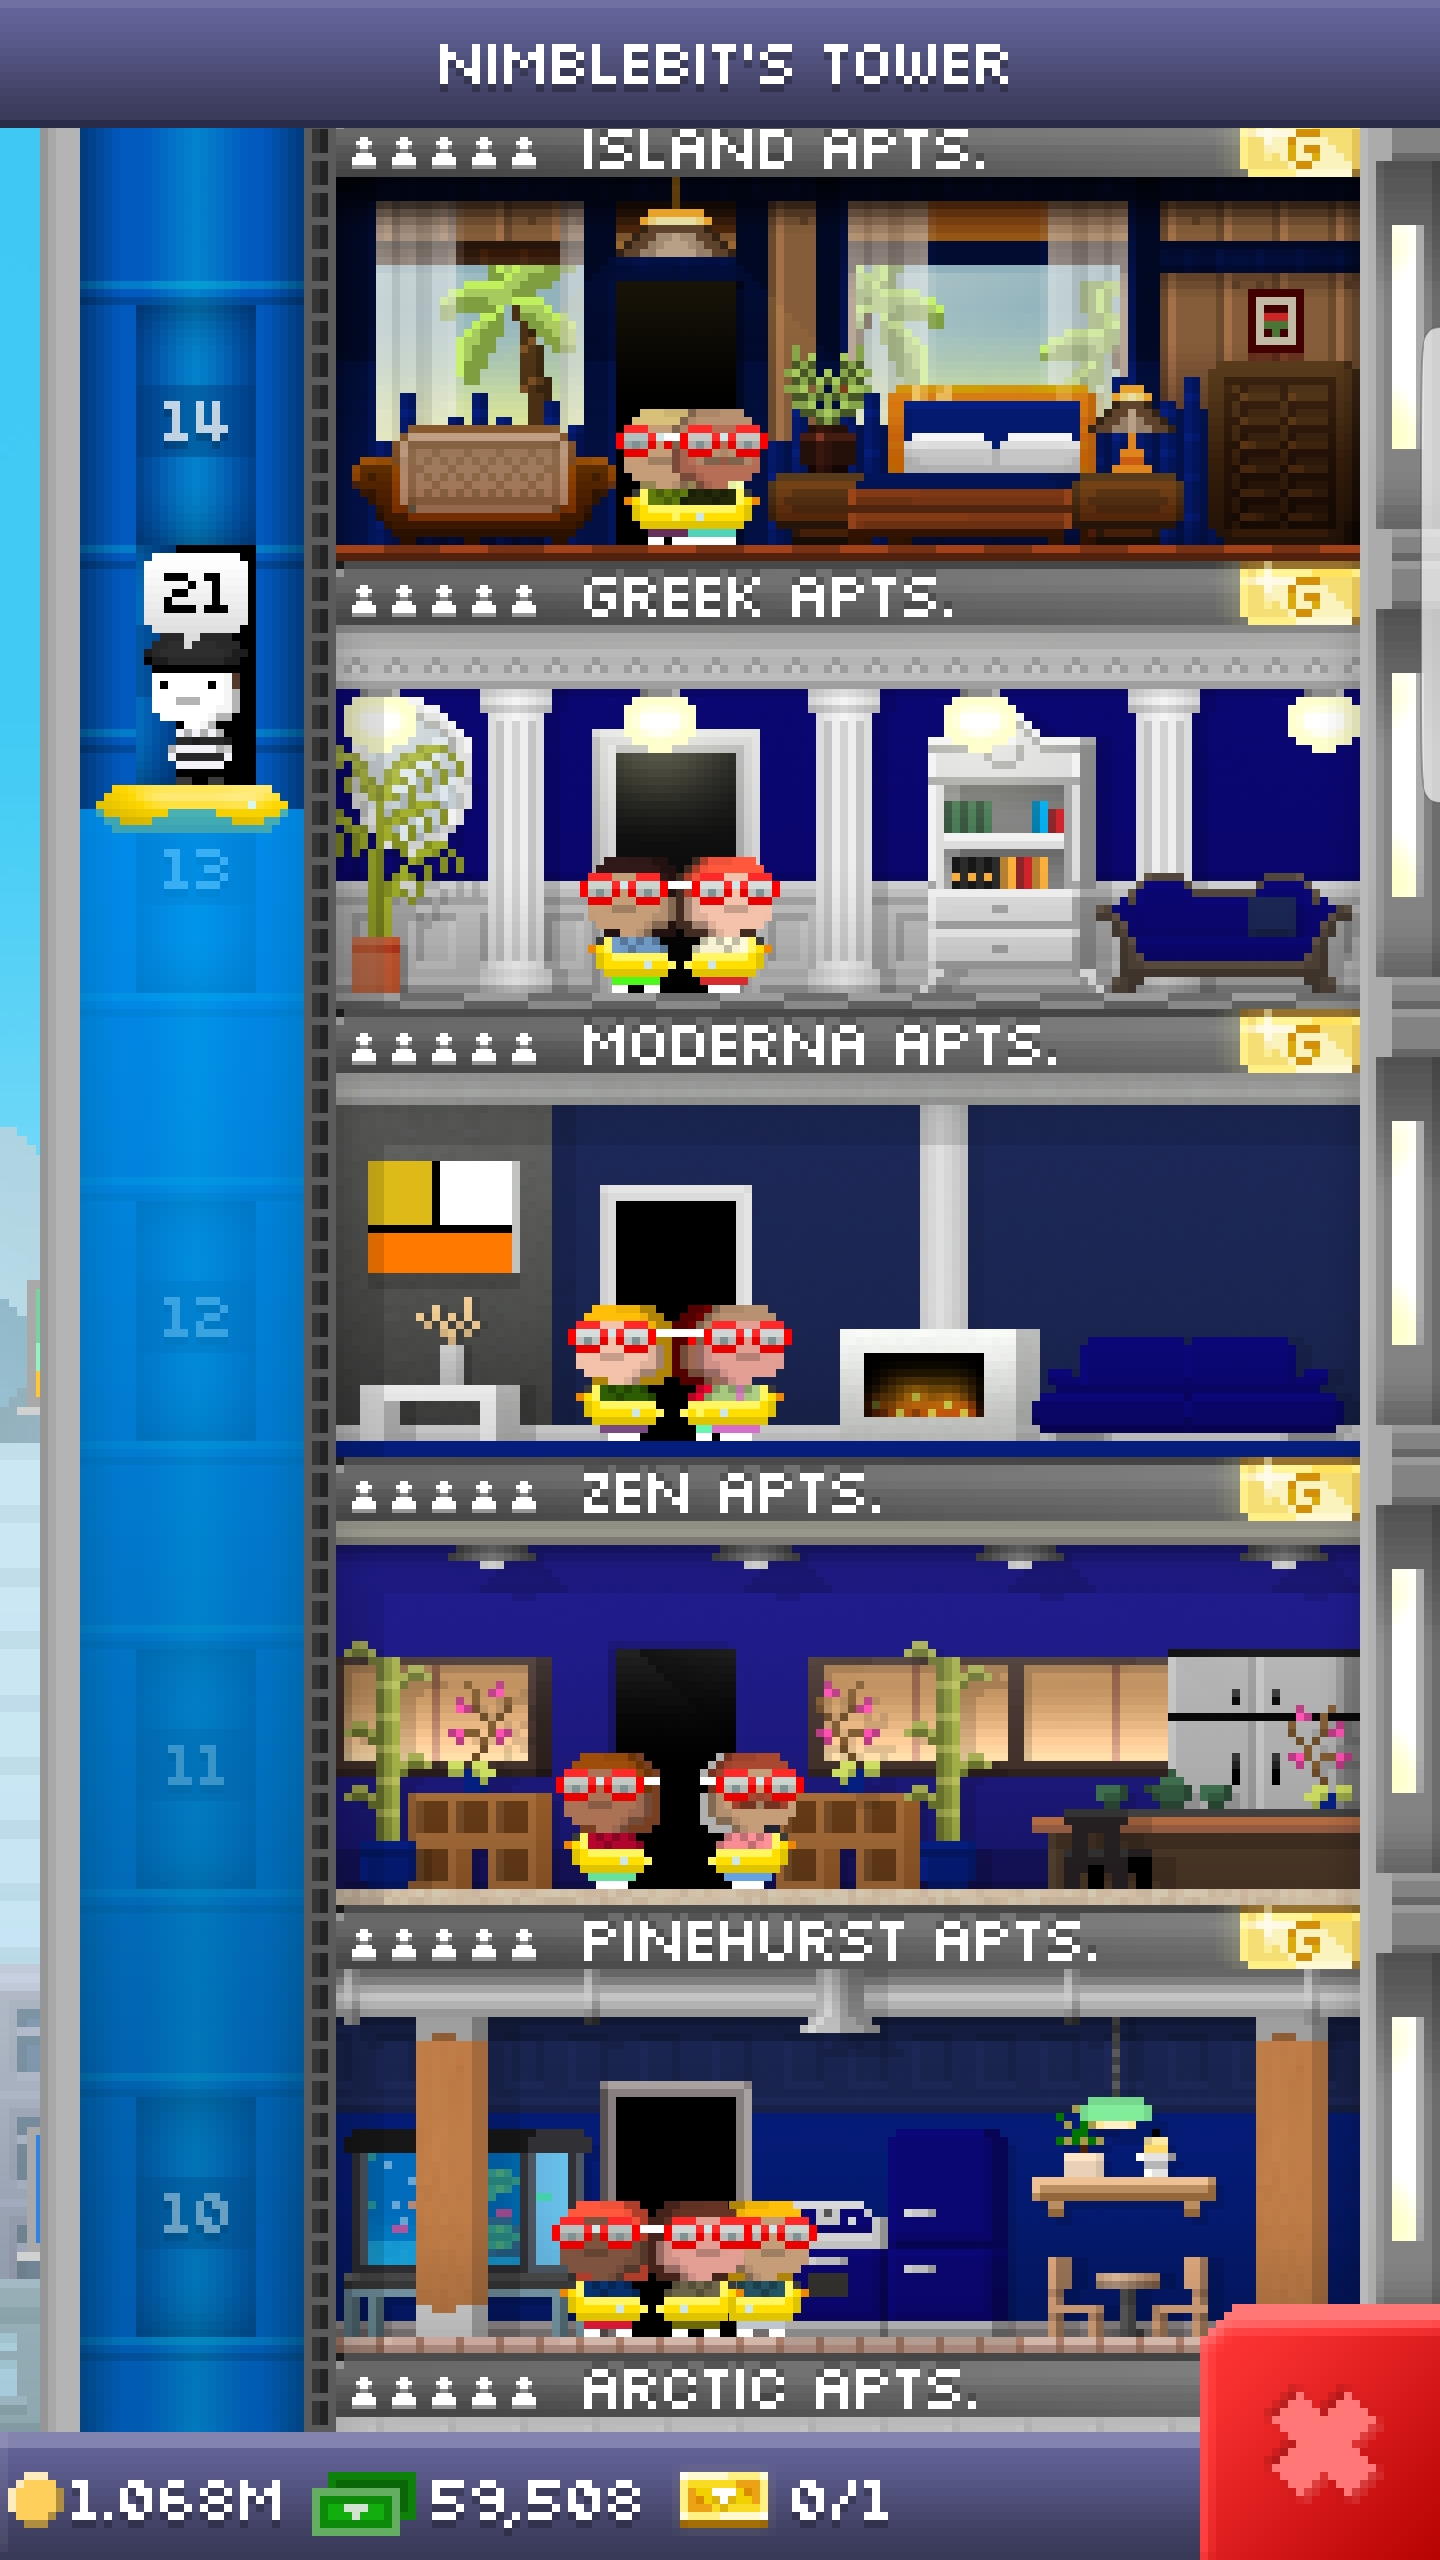 NIMBLEBIT'S TOWER
ISLAND APTS. G
14
21
GREEK APTS. G
13
MODERNA APTS. G
12
ZEN APTS. G
11
PINEHURST APTS. G
10
ARCTIC APTS.
1.068M 59,508 0/1